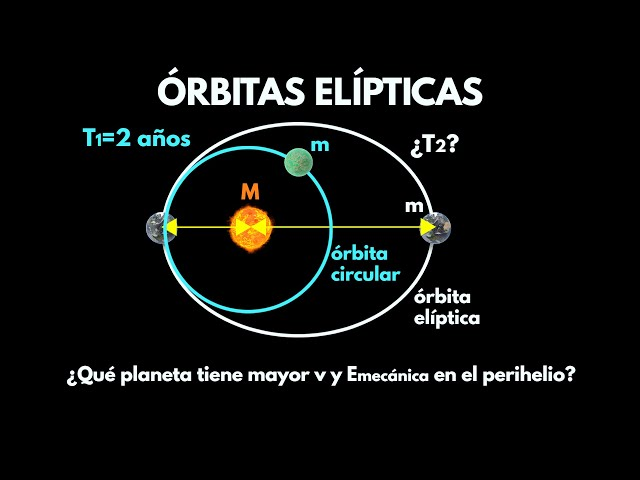 ÓRBITAS ELÍPTICAS
T1=2 años
m
¿T2?
M
m
órbita
circular
órbita
elíptica
¿Qué planeta tiene mayor v y Emecánica en el perihelio?